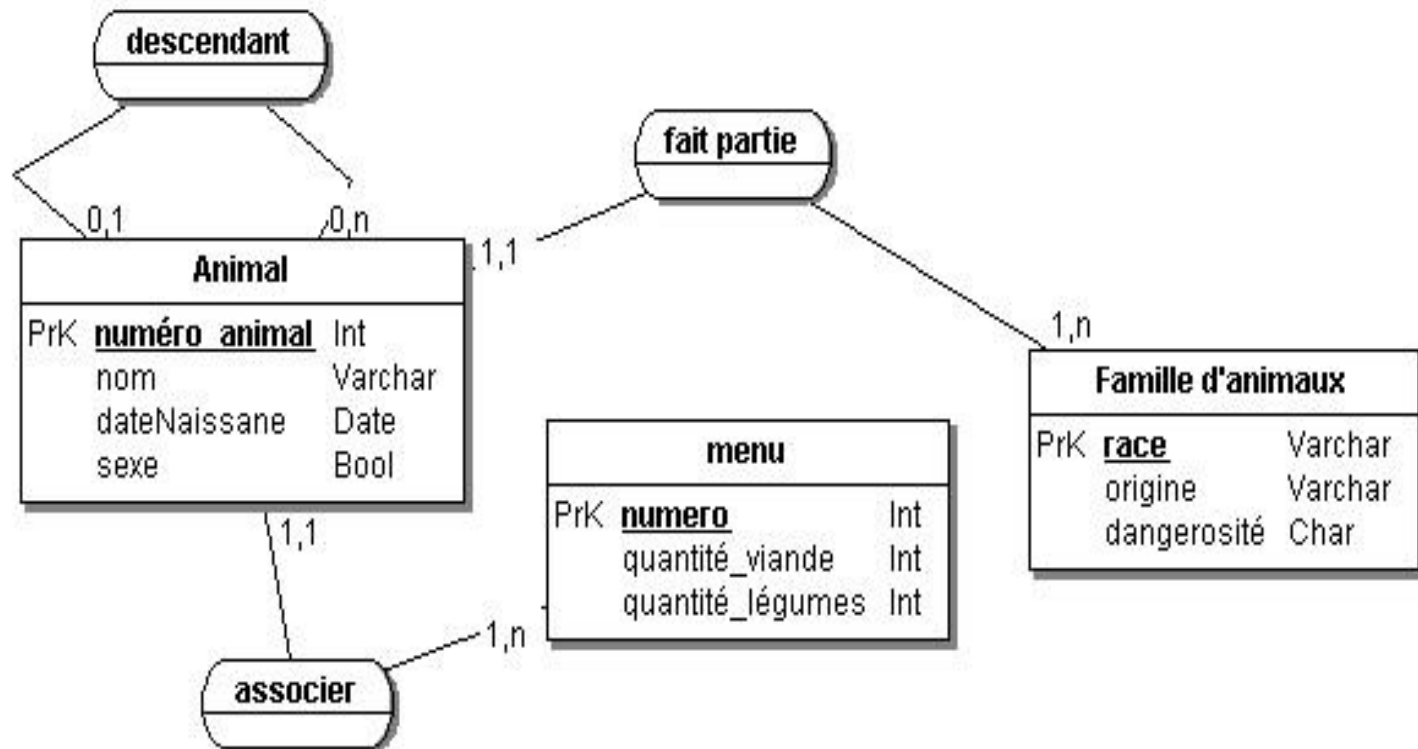 descendant
fait partie
0,1
0,n
1,1
Animal
PrK numéro_animal Int
nom Varchar
dateNaissane Date
sexe Bool
1,n
Famille d'animaux
PrK race Varchar
origine Varchar
dangerosité Char
menu
PrK numero Int
quantité_viande Int
quantité_légumes Int
1,1
1,n
associer